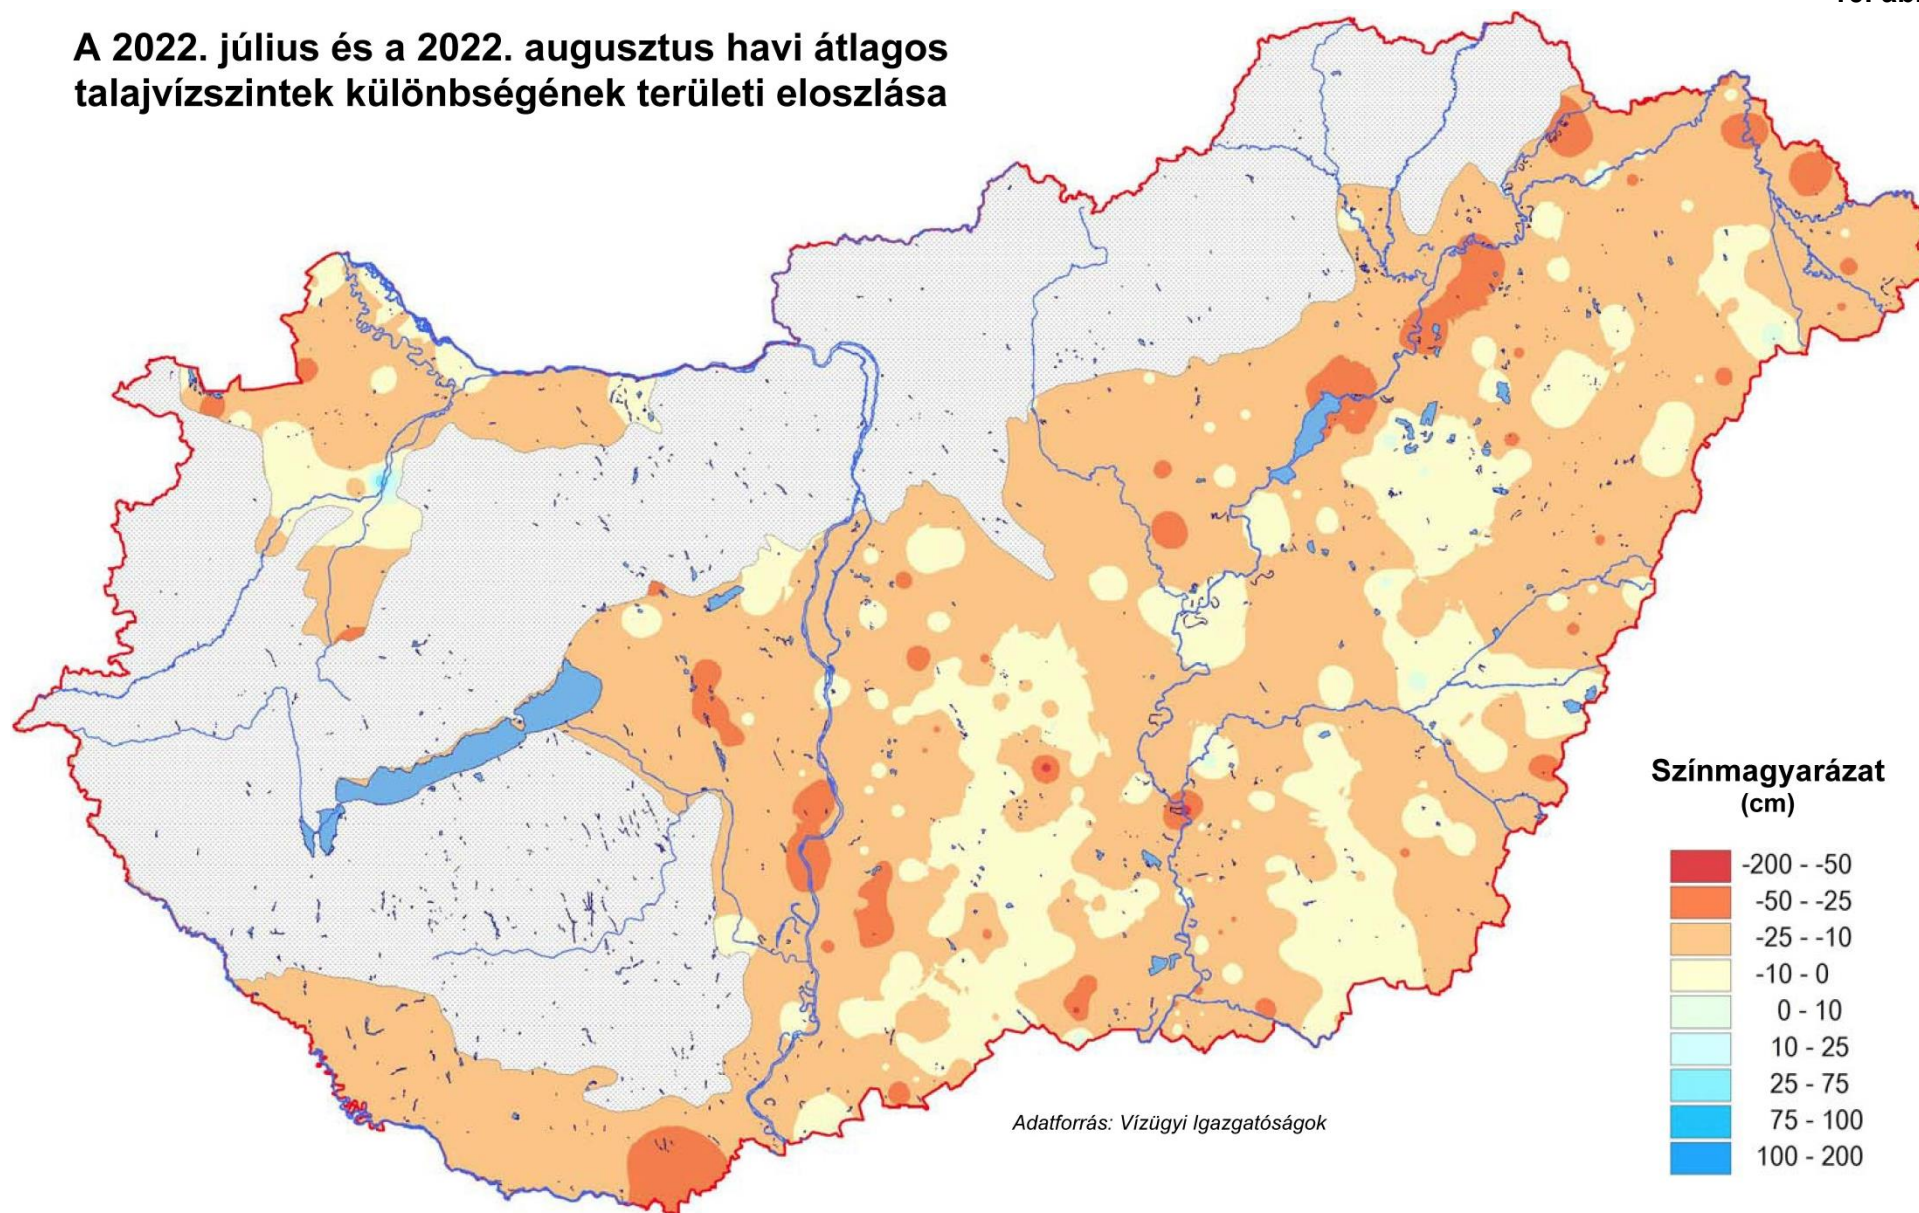 A 2022. július és a 2022. augusztus havi átlagos
talajvízszintek különbségének területi eloszlása
Színmagyarázat
(cm)
-200 - -50
-50 - -25
-25 - -10
-10 - 0
0 - 10
10 - 25
25 - 75
75 - 100
100 - 200
Adatforrás: Vízügyi Igazgatóságok